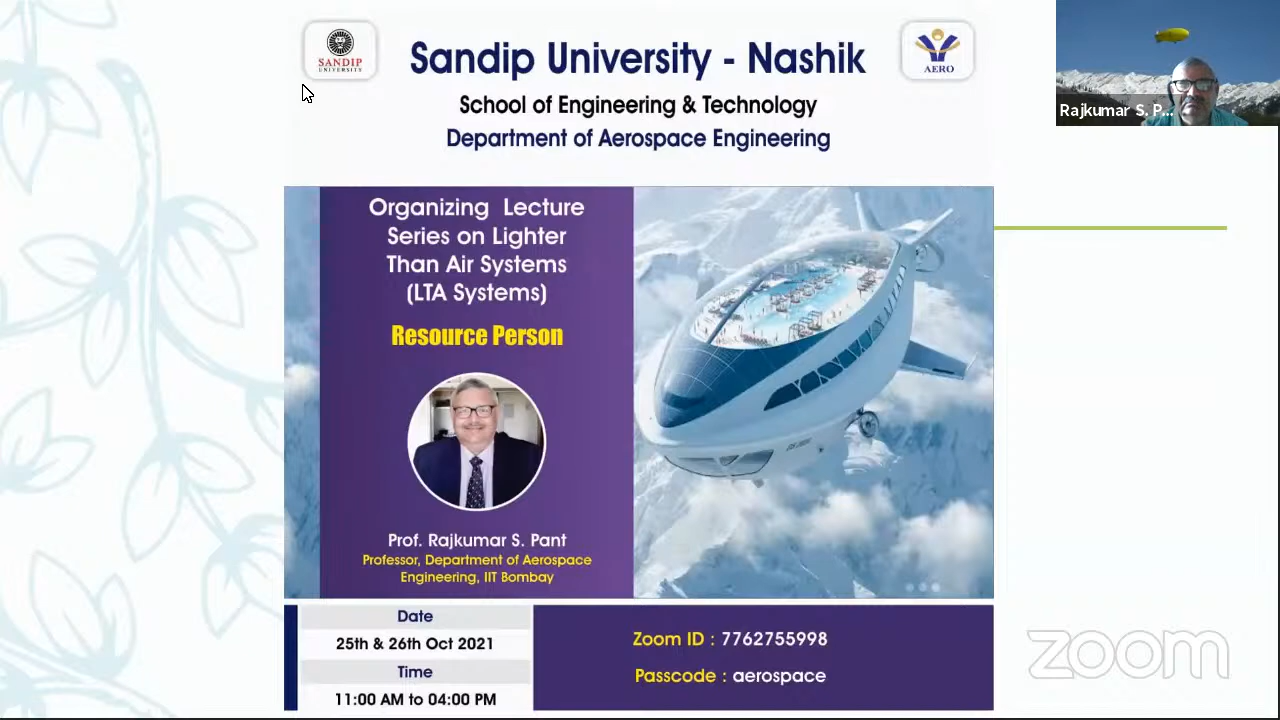 SANDIP
UNIVERSITY
Sandip University - Nashik
AERO
School of Engineering & Technology
Department of Aerospace Engineering
Rajkumar S. P...
Organizing Lecture
Series on Lighter
Than Air Systems
(LTA Systems)
Resource Person
Prof. Rajkumar S. Pant
Professor, Department of Aerospace
Engineering, IIT Bombay
Date
25th & 26th Oct 2021
Time
11:00 AM to 04:00 PM
Zoom ID : 7762755998
Passcode : aerospace
zoom